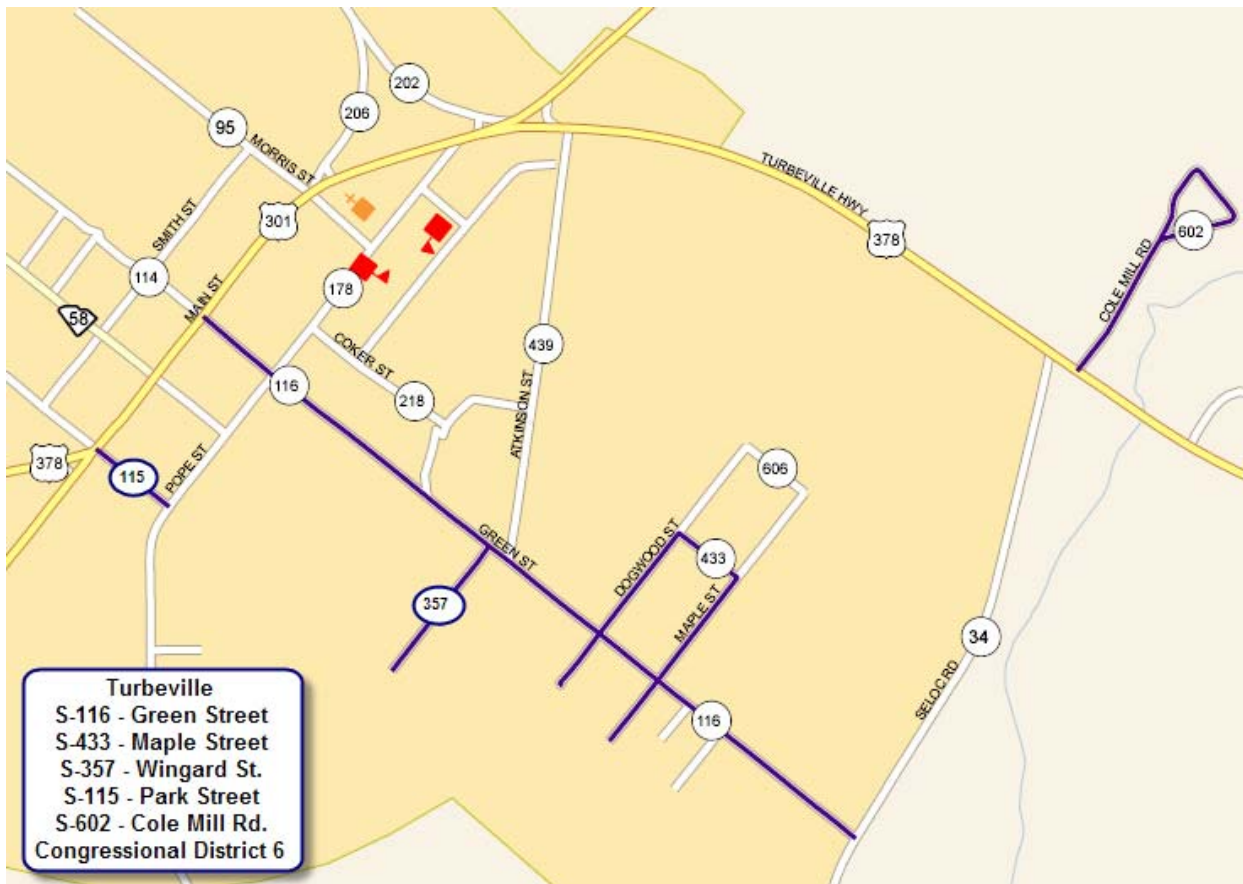 202
206
95
MORRIS ST
TURBEVILLE HWY
301
SMITH ST
378
602
114
MAIN ST
178
COLE MILL RD
58
COKER ST
439
116
218
ATKINSON ST
378
115
POPE ST
606
GREEN ST
DOGWOOD ST
433
357
MAPLE ST
34
SELOC RD
116
Turbeville
S-116 - Green Street
S-433 - Maple Street
S-357 - Wingard St.
S-115 - Park Street
S-602 - Cole Mill Rd.
Congressional District 6